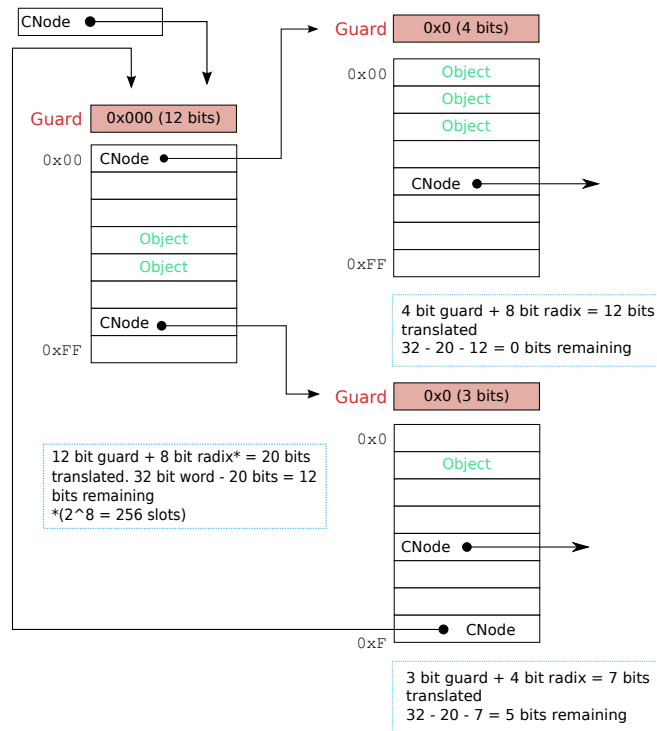 CNode
Guard 0x000 (12 bits)
0x00
CNode
Object
Object
CNode
0xFF
12 bit guard + 8 bit radix* = 20 bits
translated. 32 bit word - 20 bits = 12
bits remaining
*(2^8 = 256 slots)
Guard 0x0 (4 bits)
0x00
Object
Object
Object
CNode
0xFF
4 bit guard + 8 bit radix = 12 bits
translated
32 - 20 - 12 = 0 bits remaining
Guard 0x0 (3 bits)
0x0
Object
CNode
CNode
0xF
3 bit guard + 4 bit radix = 7 bits
translated
32 - 20 - 7 = 5 bits remaining